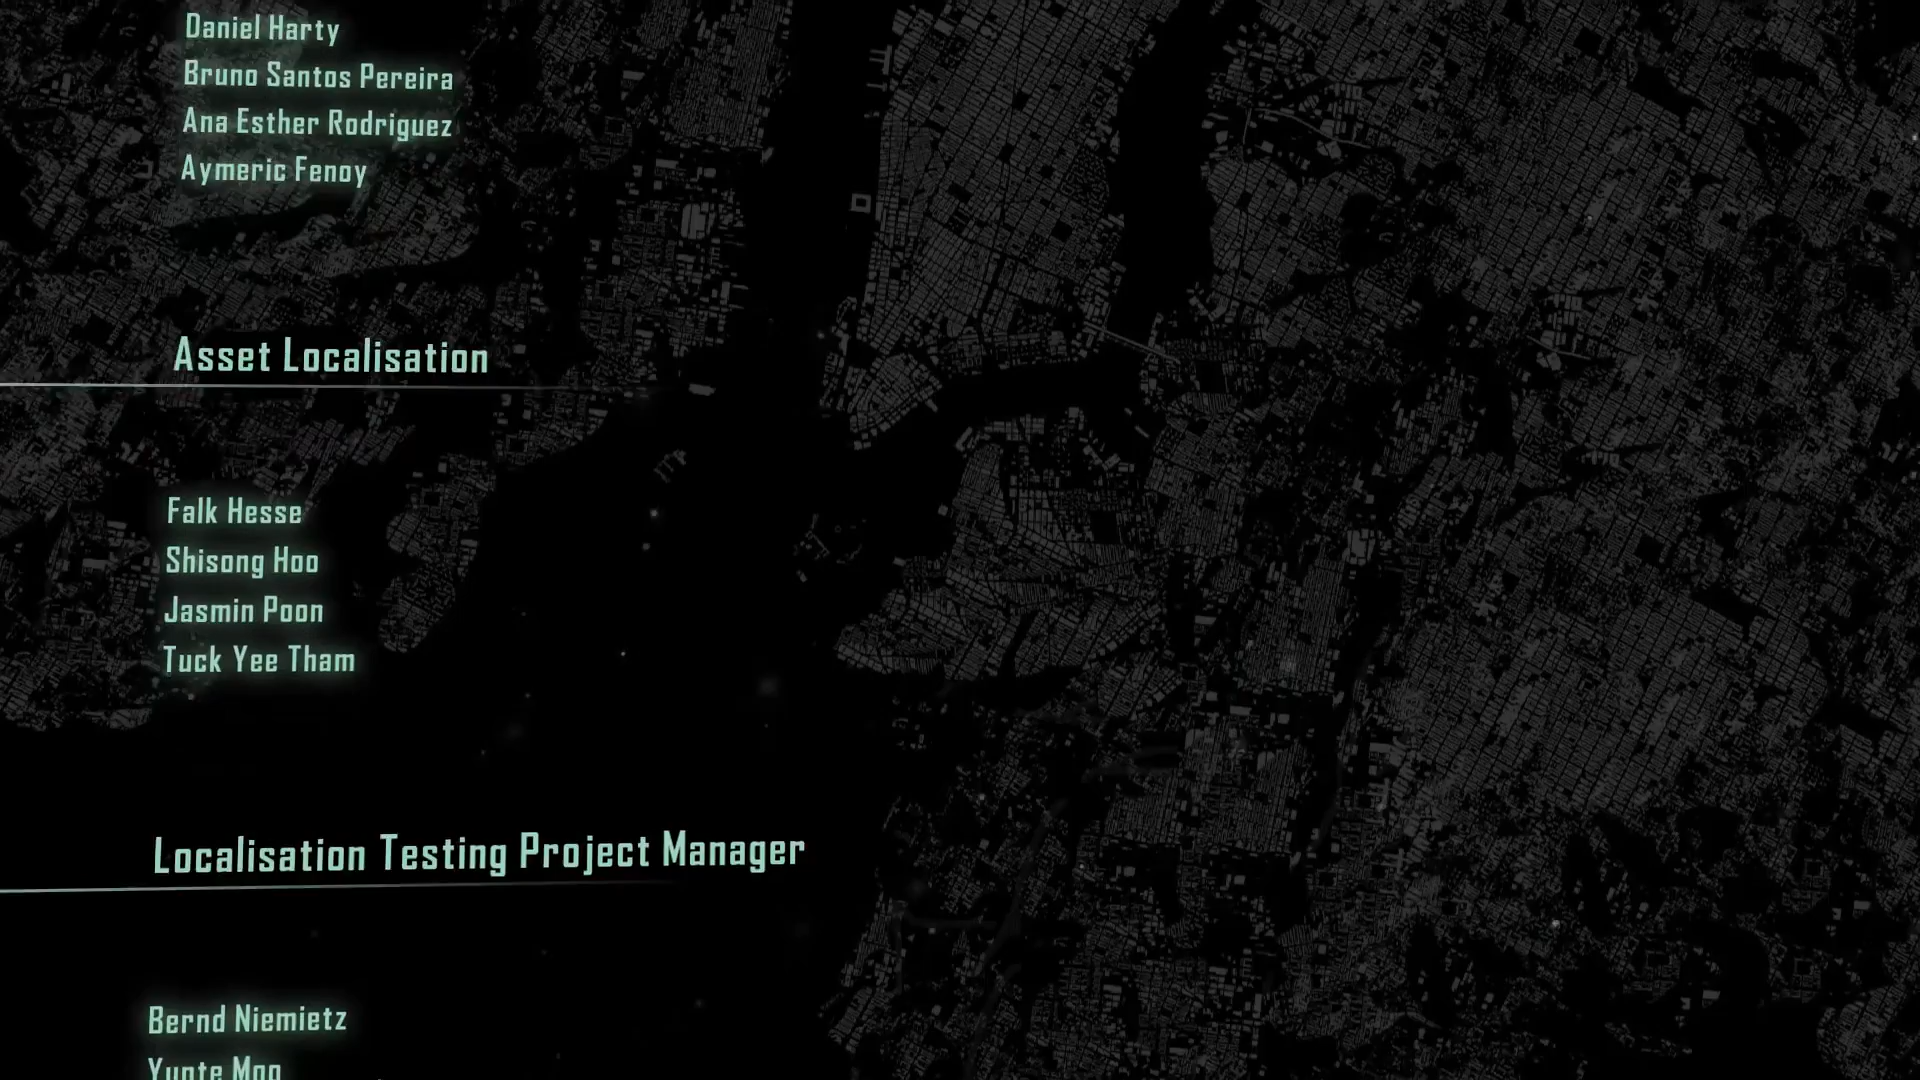 Daniel Harty
Bruno Santos Pereira
Ana Esther Rodriguez
Aymeric Fenoy
Asset Localisation
Falk Hesse
Shisong Hoo
Jasmin Poon
Tuck Yee Tham
Localisation Testing Project Manager
Bernd Niemietz